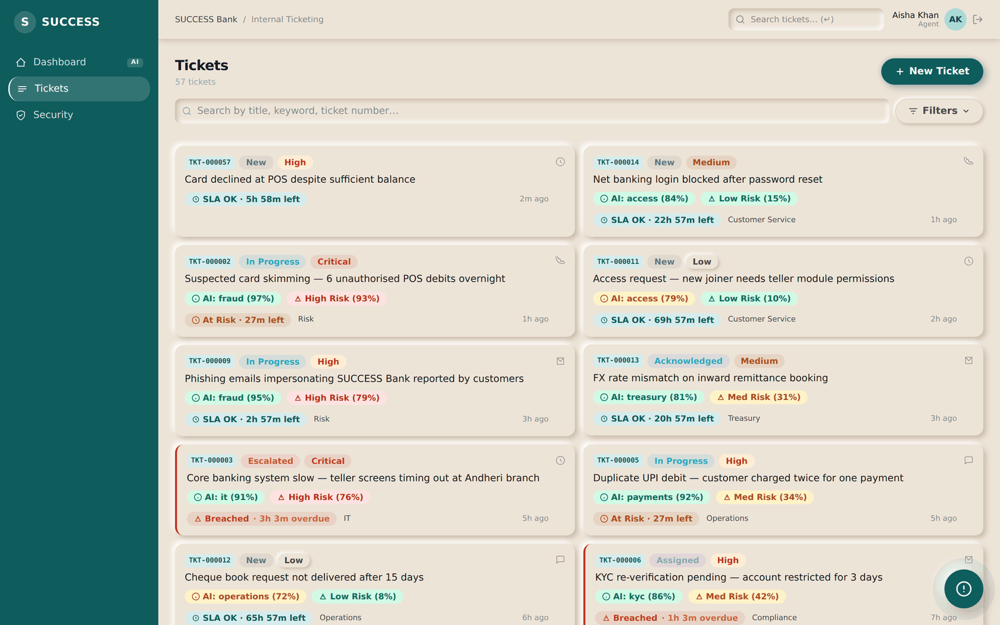 S SUCCESS
Dashboard AI
Tickets
Security
SUCCESS Bank / Internal Ticketing
Search tickets... (↵)
Aisha Khan
Agent
AK
Tickets
57 tickets
+ New Ticket
Search by title, keyword, ticket number...
Filters
TKT-000057 New High
Card declined at POS despite sufficient balance
SLA OK · 5h 58m left 2m ago
TKT-000014 New Medium
Net banking login blocked after password reset
AI: access (84%) Low Risk (15%)
SLA OK · 22h 57m left Customer Service 1h ago
TKT-000002 In Progress Critical
Suspected card skimming — 6 unauthorised POS debits overnight
AI: fraud (97%) High Risk (93%)
At Risk · 27m left Risk 1h ago
TKT-000011 New Low
Access request — new joiner needs teller module permissions
AI: access (79%) Low Risk (10%)
SLA OK · 69h 57m left Customer Service 2h ago
TKT-000009 In Progress High
Phishing emails impersonating SUCCESS Bank reported by customers
AI: fraud (95%) High Risk (79%)
SLA OK · 2h 57m left Risk 3h ago
TKT-000013 Acknowledged Medium
FX rate mismatch on inward remittance booking
AI: treasury (81%) Med Risk (31%)
SLA OK · 20h 57m left Treasury 3h ago
TKT-000003 Escalated Critical
Core banking system slow — teller screens timing out at Andheri branch
AI: it (91%) High Risk (76%)
Breached · 3h 3m overdue IT 5h ago
TKT-000005 In Progress High
Duplicate UPI debit — customer charged twice for one payment
AI: payments (92%) Med Risk (34%)
At Risk · 27m left Operations 5h ago
TKT-000012 New Low
Cheque book request not delivered after 15 days
AI: operations (72%) Low Risk (8%)
SLA OK · 65h 57m left Operations 6h ago
TKT-000006 Assigned High
KYC re-verification pending — account restricted for 3 days
AI: kyc (86%) Med Risk (42%)
Breached · 1h 3m overdue Compliance 7h ago